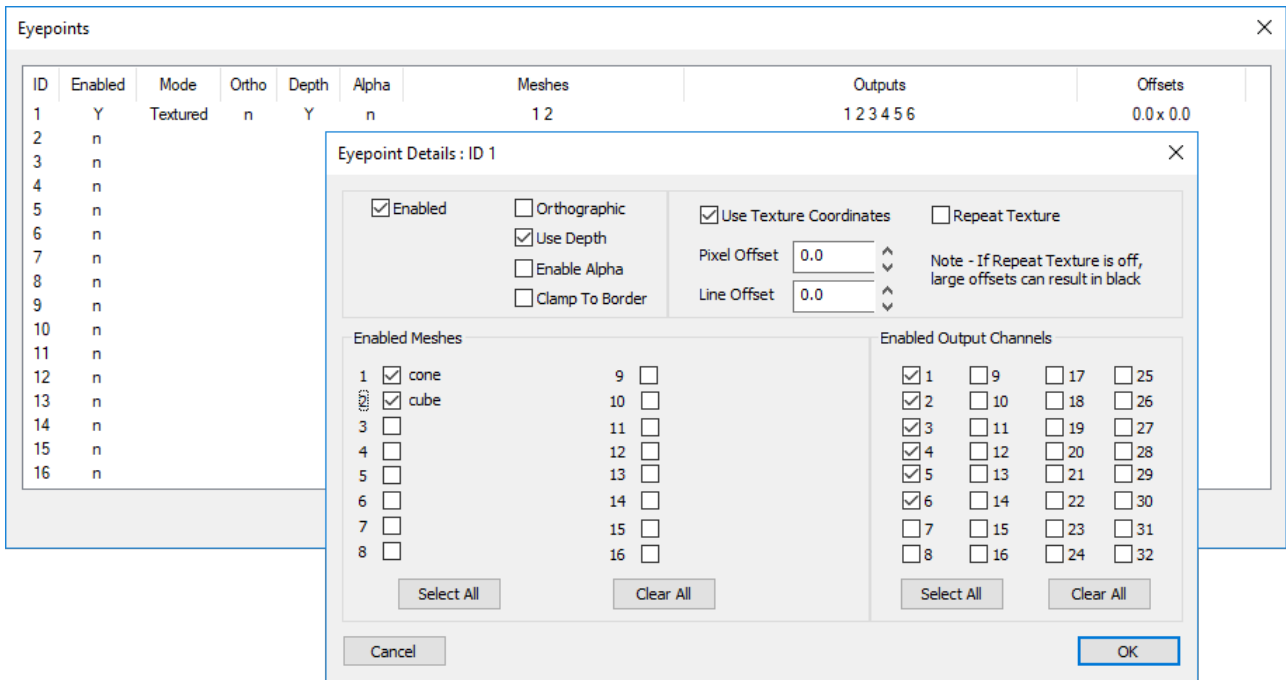 Eyepoints
ID Enabled Mode Ortho Depth Alpha Meshes Outputs Offsets
1 Y Textured n Y n 1 2 1 2 3 4 5 6 0.0 x 0.0
2 n
3 n
4 n
5 n
6 n
7 n
8 n
9 n
10 n
11 n
12 n
13 n
14 n
15 n
16 n
Eyepoint Details : ID 1
Enabled
Orthographic
Use Depth
Enable Alpha
Clamp To Border
Use Texture Coordinates Repeat Texture
Pixel Offset 0.0
Line Offset 0.0
Note - If Repeat Texture is off,
large offsets can result in black
Enabled Meshes
1 cone 9
2 cube 10
3 11
4 12
5 13
6 14
7 15
8 16
Select All Clear All
Enabled Output Channels
1 9 17 25
2 10 18 26
3 11 19 27
4 12 20 28
5 13 21 29
6 14 22 30
7 15 23 31
8 16 24 32
Select All Clear All
Cancel OK